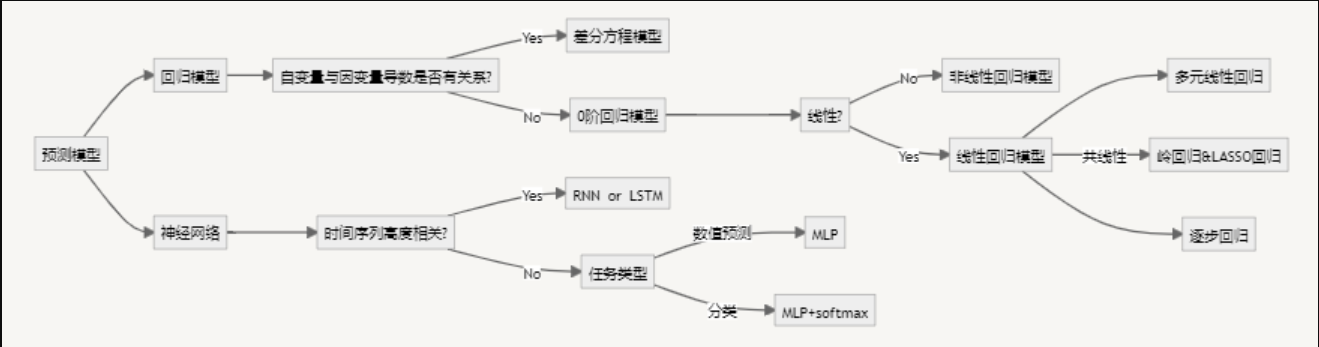 预测模型
回归模型
自变量与因变量导数是否有关系?
Yes
差分方程模型
No
0阶回归模型
线性?
No
非线性回归模型
Yes
线性回归模型
多元线性回归
共线性
岭回归&LASSO回归
逐步回归
神经网络
时间序列高度相关?
Yes
RNN or LSTM
No
任务类型
数值预测
MLP
分类
MLP+softmax